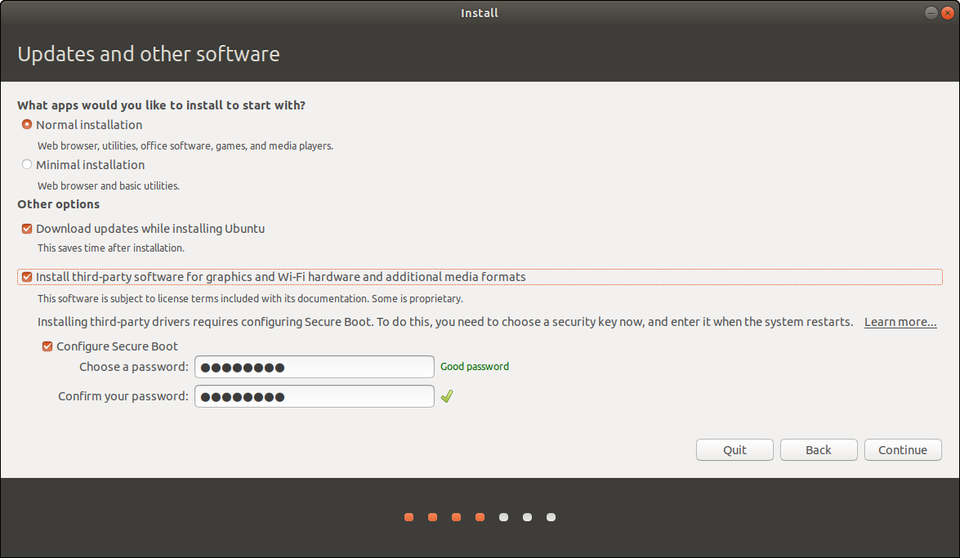 Install
Updates and other software
What apps would you like to install to start with?
Normal installation
Web browser, utilities, office software, games, and media players.
Minimal installation
Web browser and basic utilities.
Other options
Download updates while installing Ubuntu
This saves time after installation.
Install third-party software for graphics and Wi-Fi hardware and additional media formats
This software is subject to license terms included with its documentation. Some is proprietary.
Installing third-party drivers requires configuring Secure Boot. To do this, you need to choose a security key now, and enter it when the system restarts. Learn more...
Configure Secure Boot
Choose a password: ●●●●●●●● Good password
Confirm your password: ●●●●●●●●
Quit Back Continue